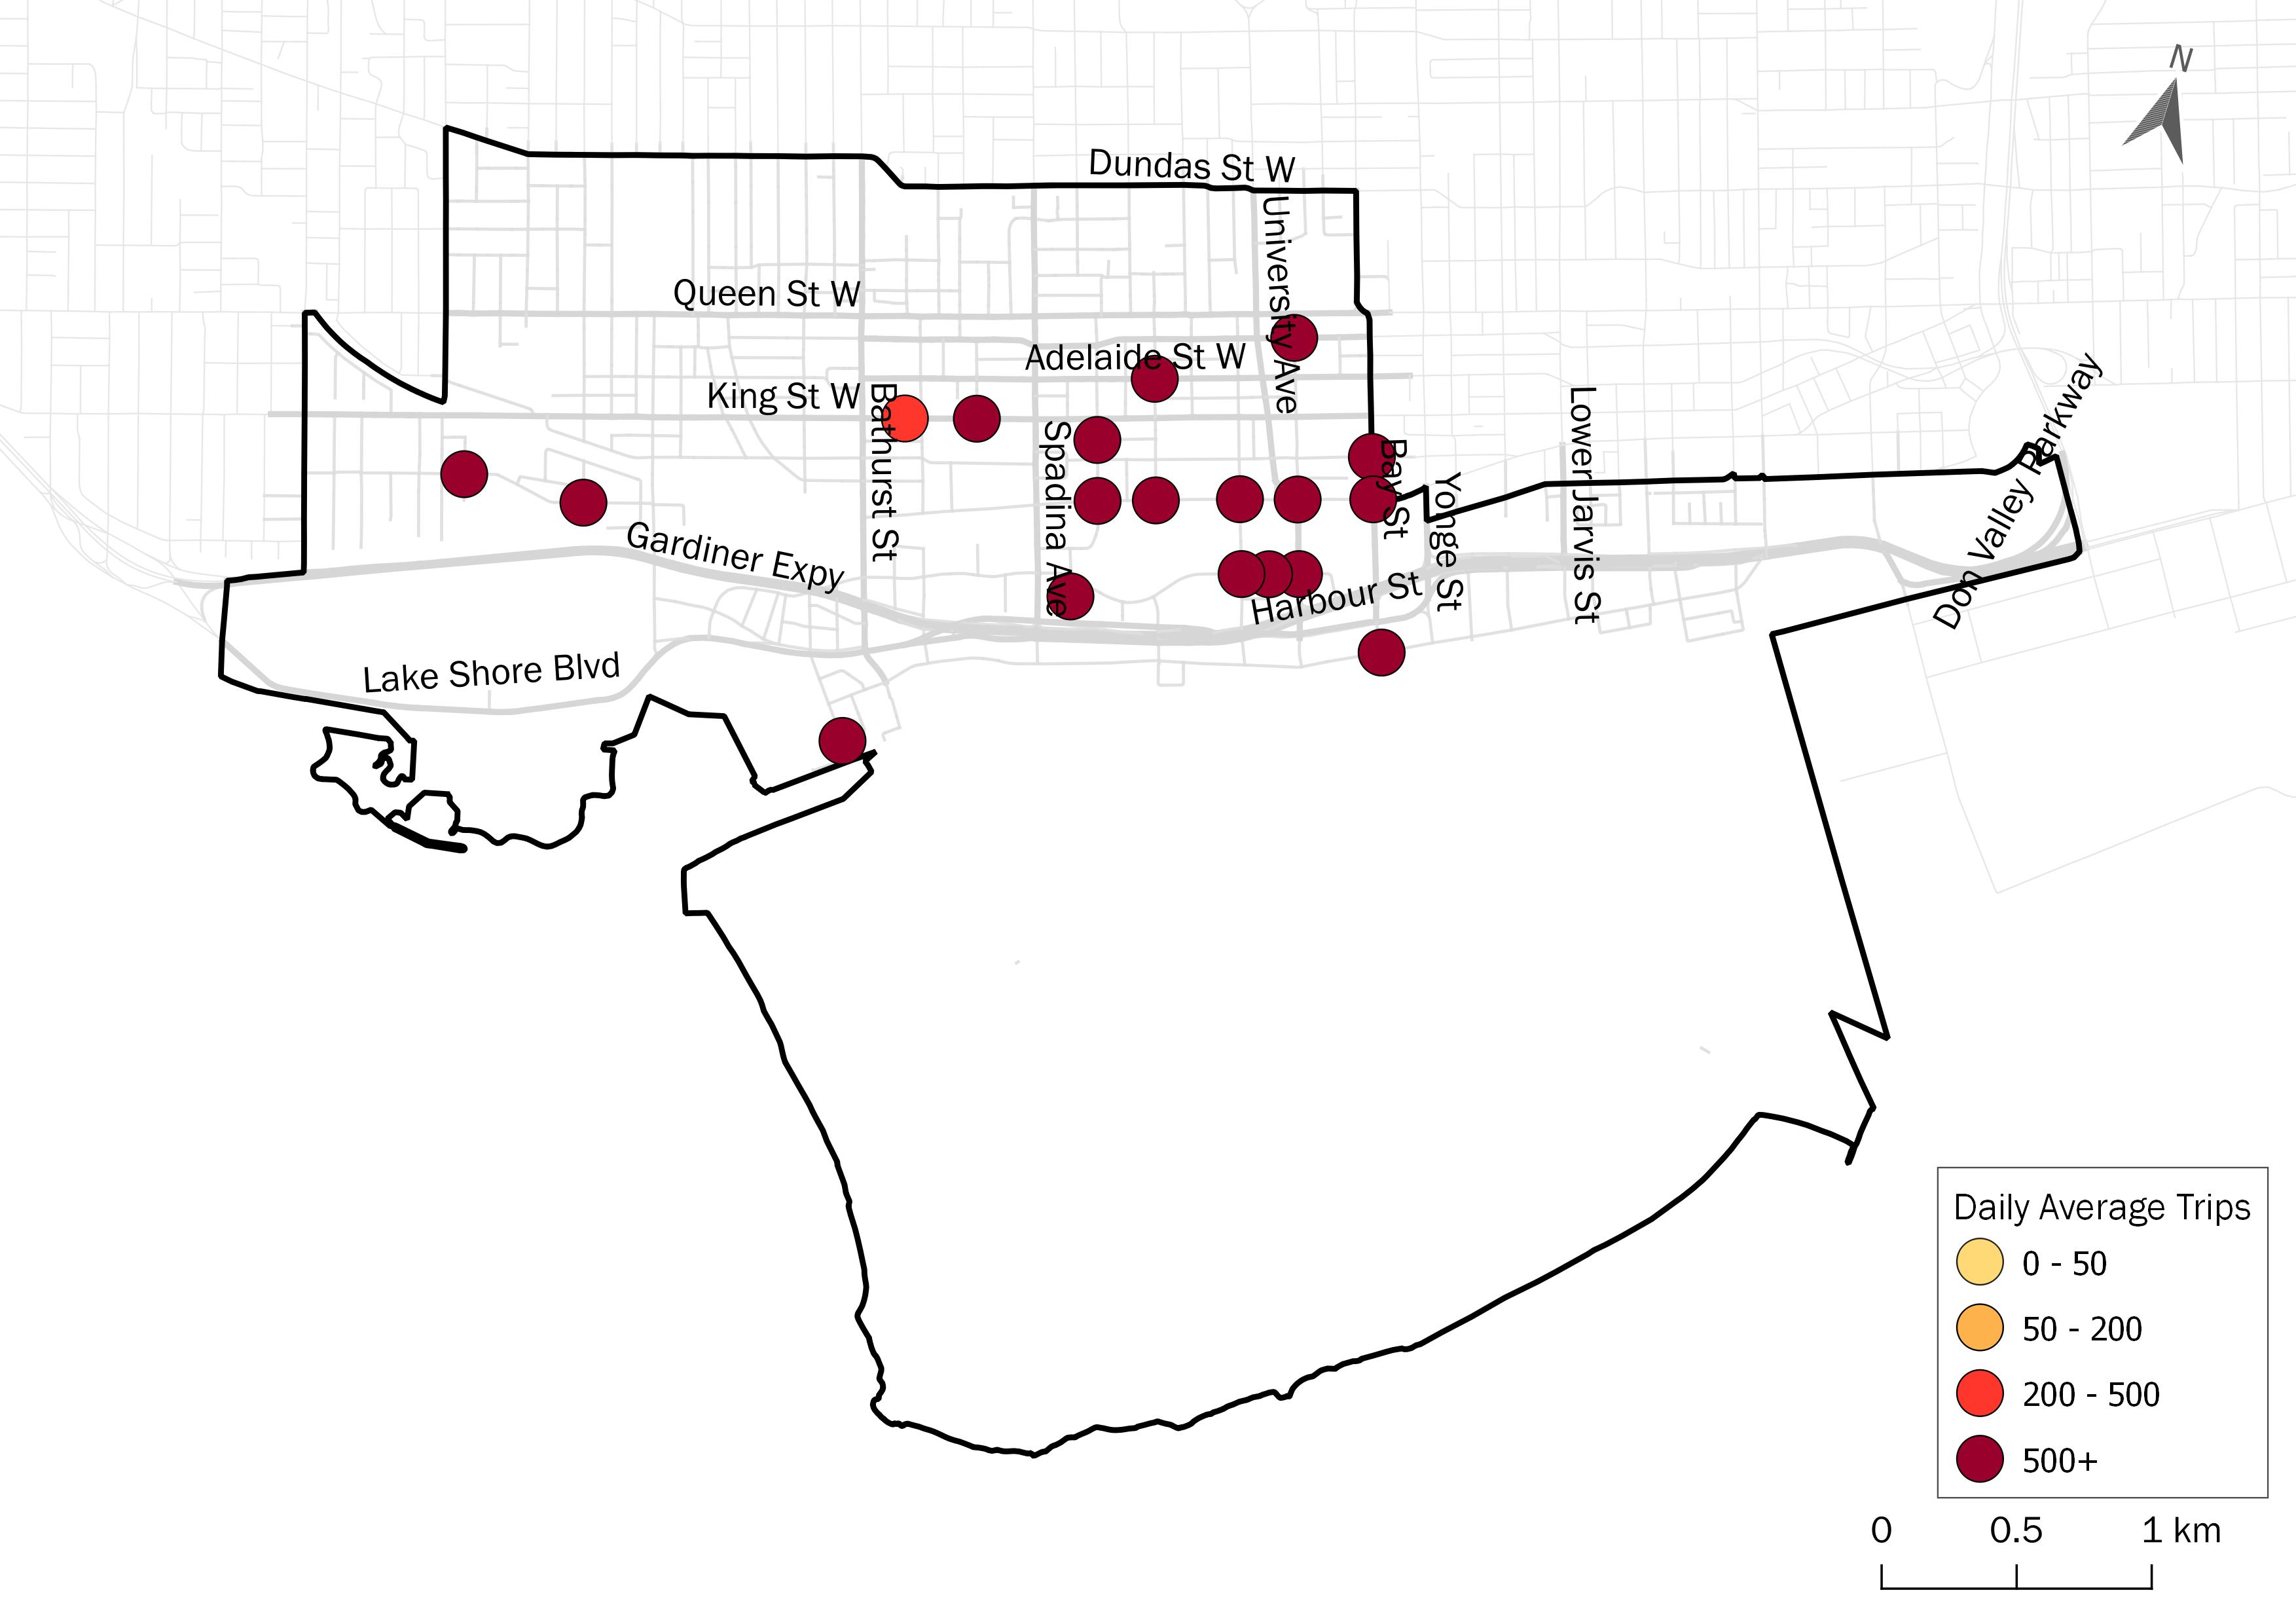 N
Dundas St W
University Ave
Queen St W
Adelaide St W
King St W
Bathurst St
Spadina Ave
Bay St
Yonge St
Lower Jarvis St
Don Valley Parkway
Gardiner Expy
Harbour St
Lake Shore Blvd
Daily Average Trips
0 - 50
50 - 200
200 - 500
500+
0 0.5 1 km